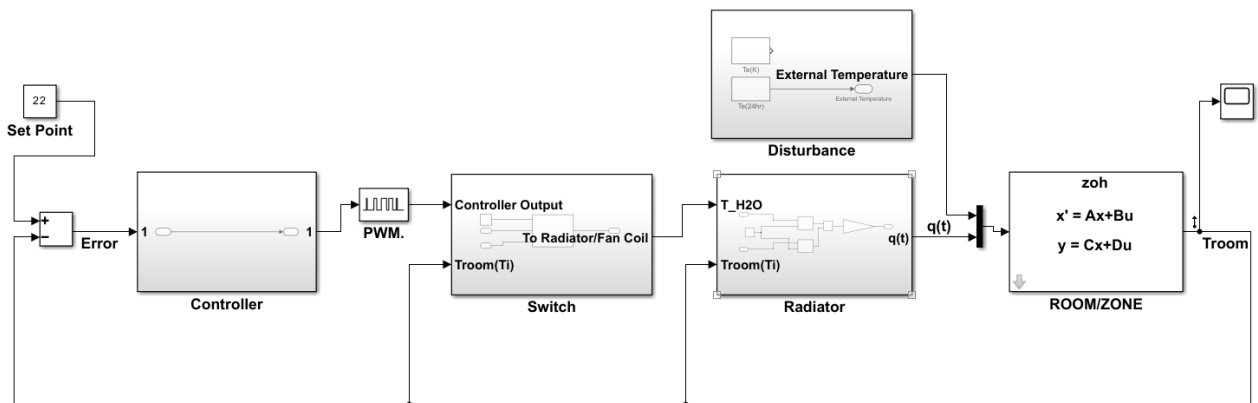 Te(K)
External Temperature
Te(24hr)
External Temperature
Disturbance
22
Set Point
zoh
x' = Ax+Bu
y = Cx+Du
ROOM/ZONE
Troom
+
−
Error
1
1
Controller
PWM.
Controller Output
To Radiator/Fan Coil
Troom(Ti)
Switch
T_H2O
q(t)
Troom(Ti)
Radiator
q(t)